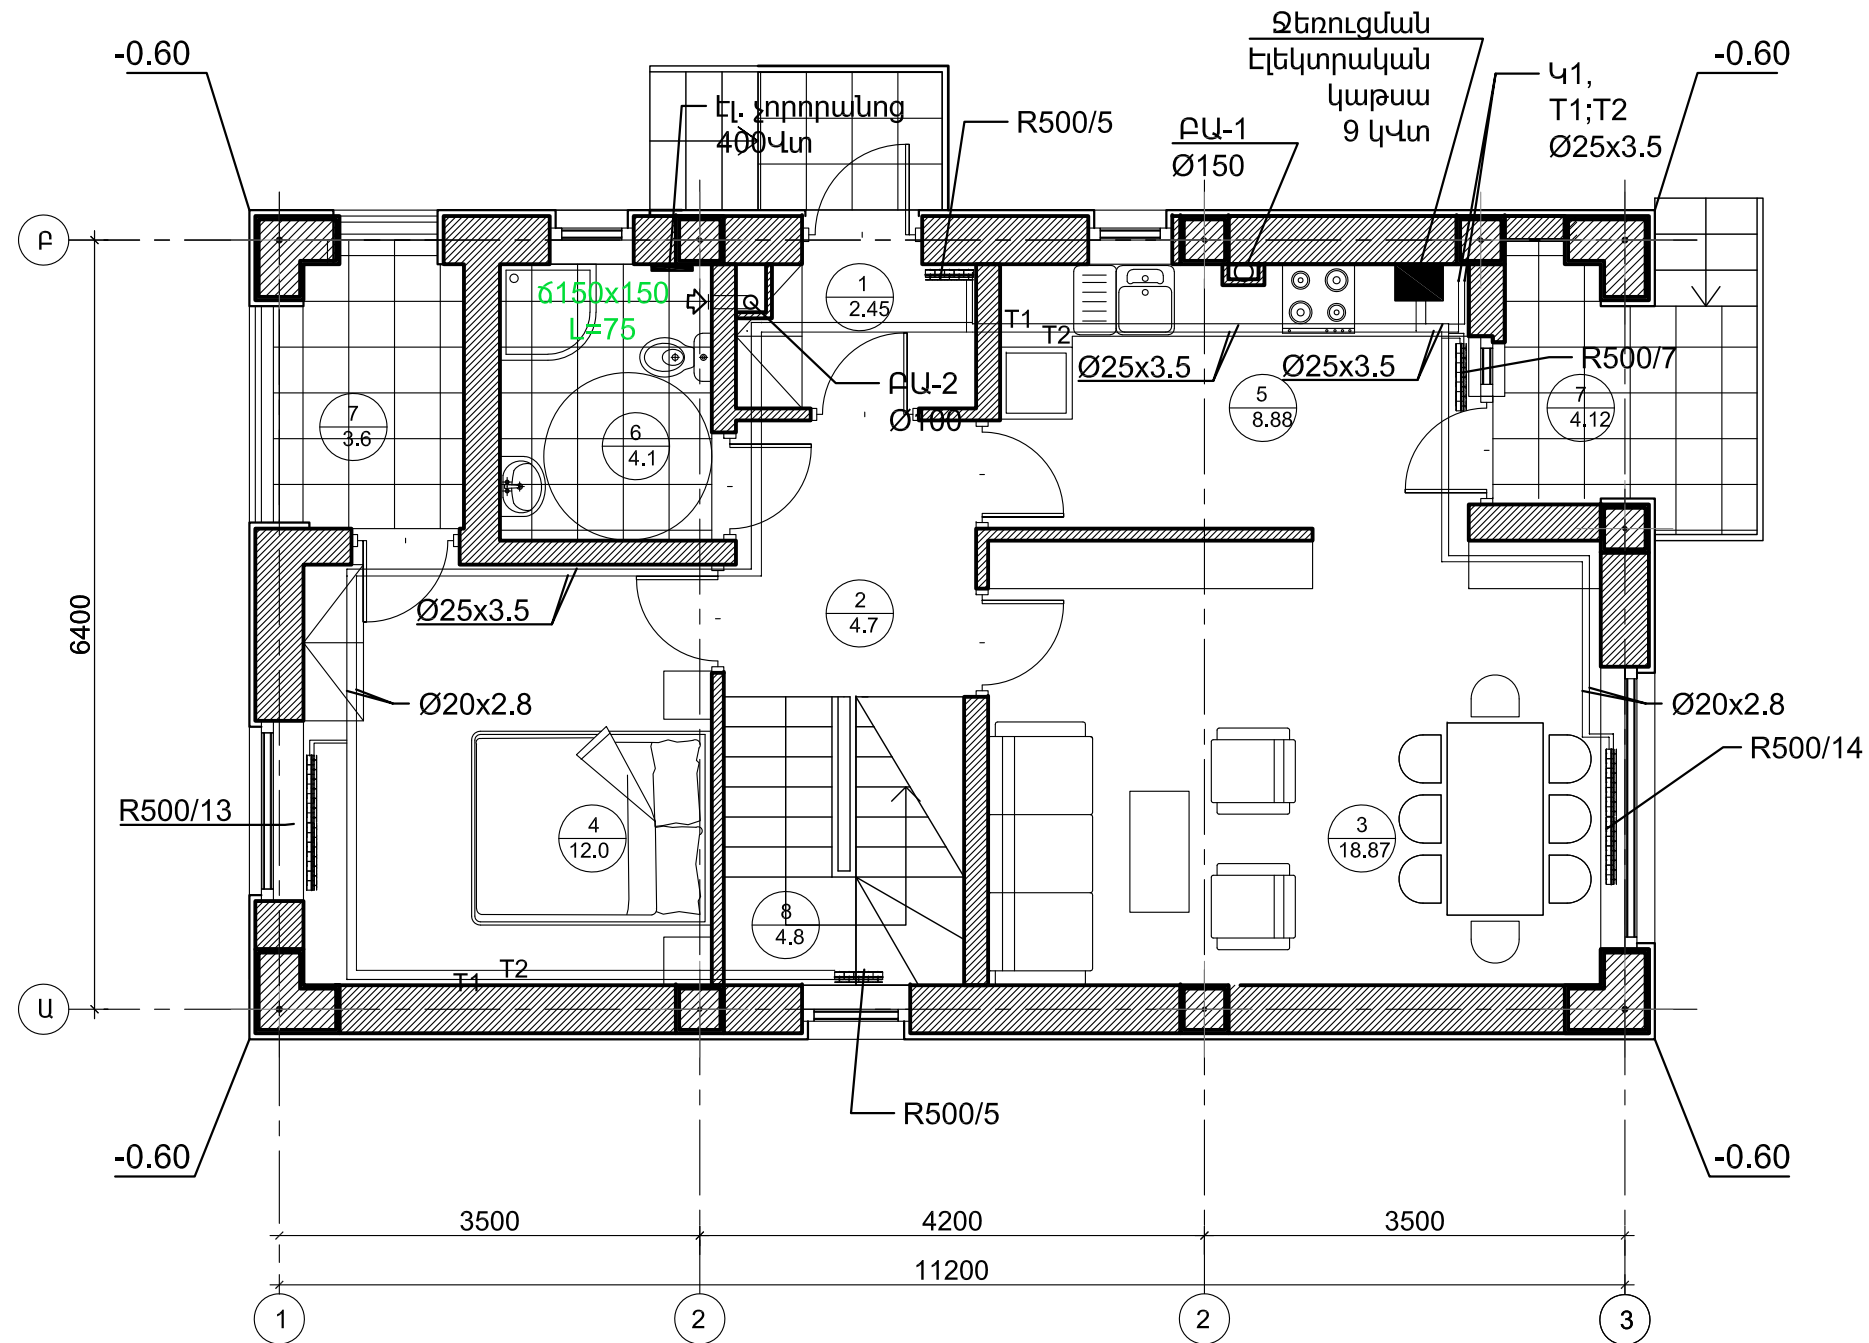 Ջեռուցման
Էլեկտրական
կաթսա
9 կՎտ
-0.60
-0.60
Կ1,
T1;T2
Ø25x3.5
Էլ. չորորանոց
400Վտ
R500/5
ԲԱ-1
Ø150
Բ
ծ150x150
L=75
1
2.45
T1
T2
Ø25x3.5
Ø25x3.5
R500/7
ԲԱ-2
Ø100
7
3.6
6
4.1
5
8.88
7
4.12
6400
Ø25x3.5
2
4.7
Ø20x2.8
Ø20x2.8
R500/14
R500/13
4
12.0
3
18.87
8
4.8
T1
T2
Ա
R500/5
-0.60
-0.60
3500
4200
3500
11200
1
2
2
3